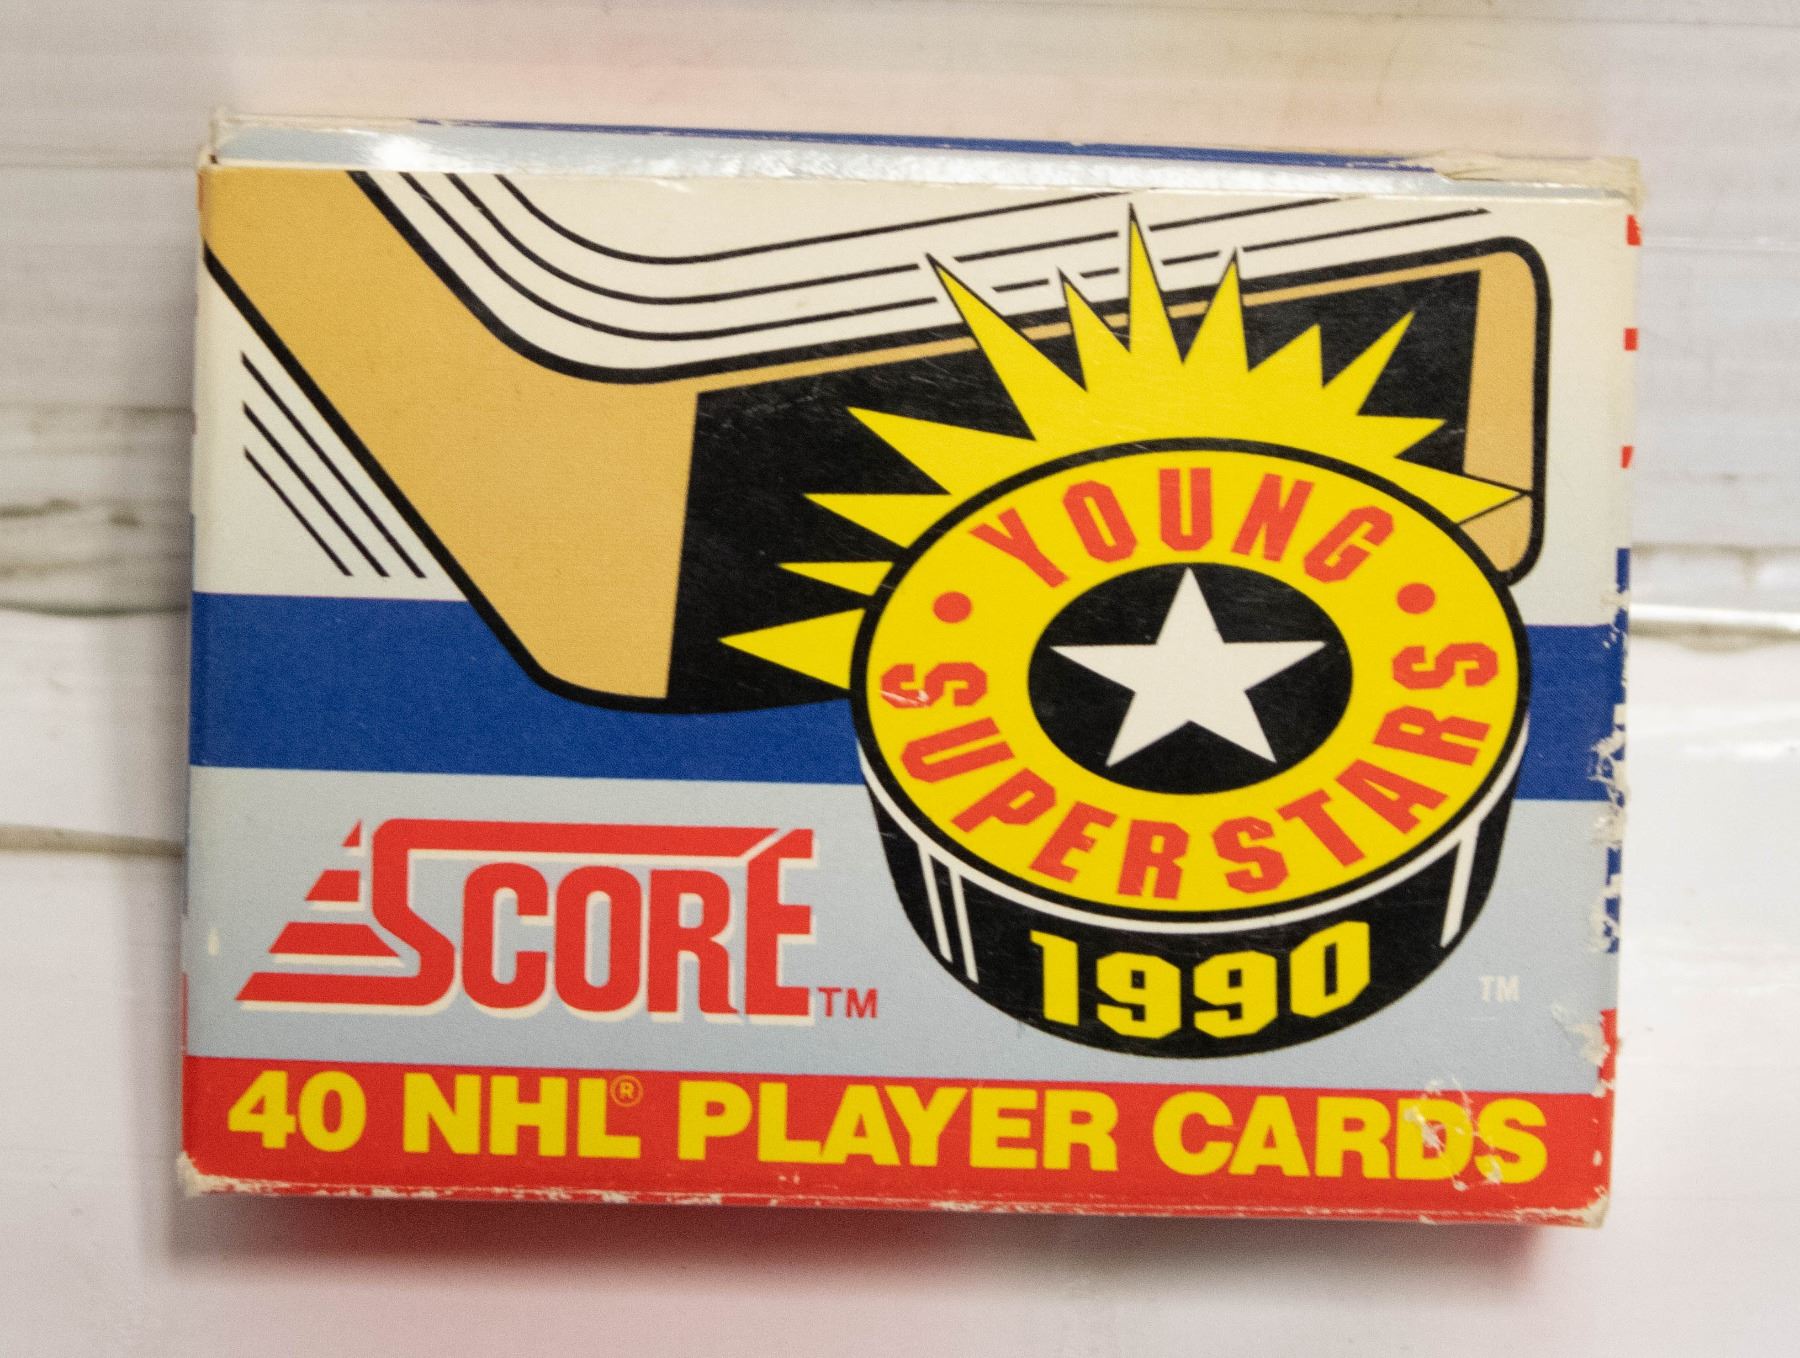 YOUNG
SUPERSTARS
1990
SCORE™
TM
40 NHL® PLAYER CARDS